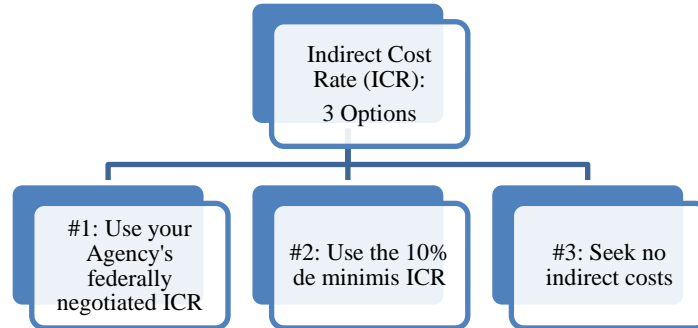 Indirect Cost
Rate (ICR):
3 Options
#1: Use your
Agency's
federally
negotiated ICR
#2: Use the 10%
de minimis ICR
#3: Seek no
indirect costs